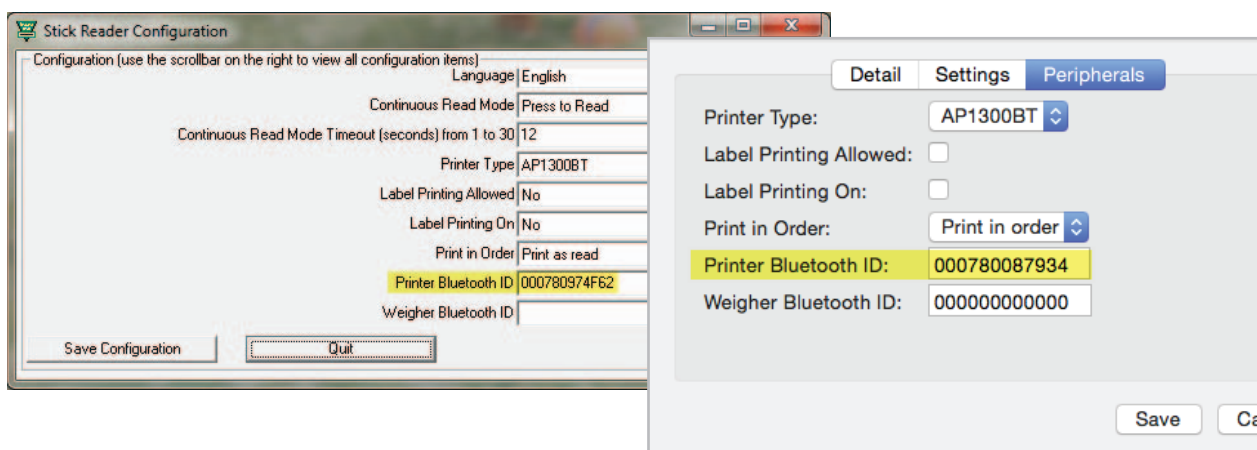 Stick Reader Configuration
Configuration (use the scrollbar on the right to view all configuration items)
Language English
Continuous Read Mode Press to Read
Continuous Read Mode Timeout (seconds) from 1 to 30 12
Printer Type AP1300BT
Label Printing Allowed No
Label Printing On No
Print in Order Print as read
Printer Bluetooth ID 000780974F62
Weigher Bluetooth ID
Save Configuration Quit
Detail Settings Peripherals
Printer Type: AP1300BT
Label Printing Allowed:
Label Printing On:
Print in Order: Print in order
Printer Bluetooth ID: 000780087934
Weigher Bluetooth ID: 000000000000
Save Ca